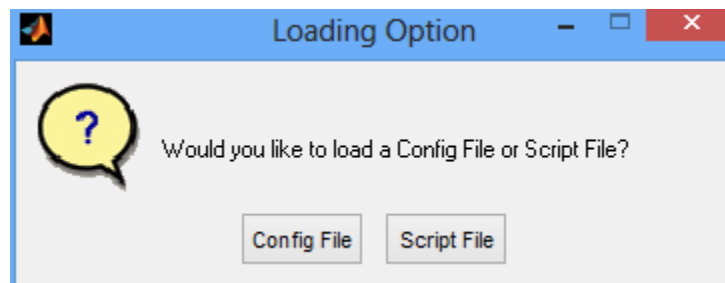 Loading Option
?
Would you like to load a Config File or Script File?
Config File
Script File